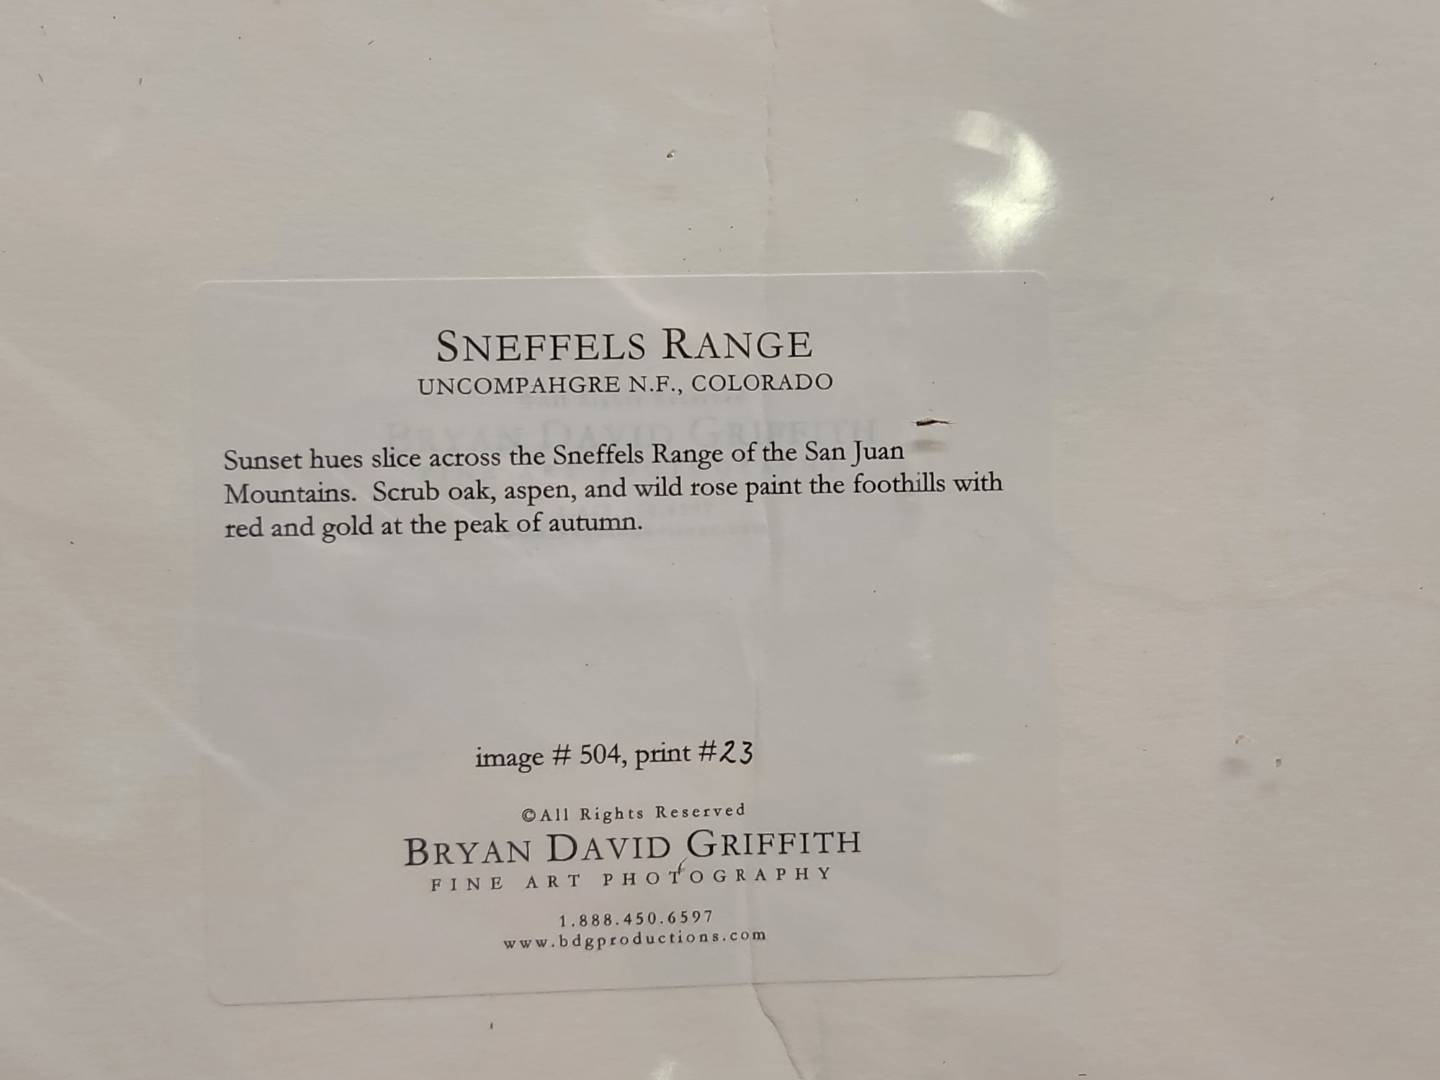 SNEFFELS RANGE
UNCOMPAHGRE N.F., COLORADO
Sunset hues slice across the Sneffels Range of the San Juan
Mountains.  Scrub oak, aspen, and wild rose paint the foothills with
red and gold at the peak of autumn.
image # 504, print #23
©All Rights Reserved
BRYAN DAVID GRIFFITH
FINE ART PHOTOGRAPHY
1.888.450.6597
www.bdgproductions.com